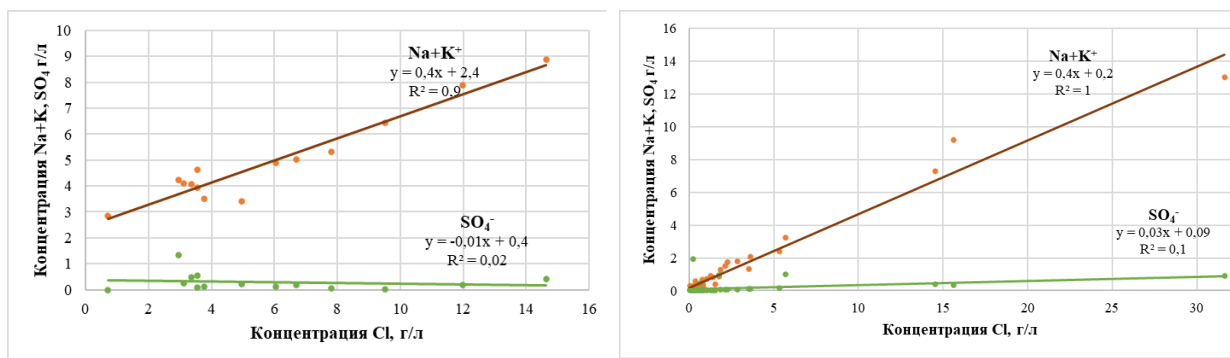 Концентрация Na+K, SO₄ г/л
10
9
8
7
6
5
4
3
2
1
0
Na+K⁺
y = 0,4x + 2,4
R² = 0,9
SO₄⁻
y = -0,01x + 0,4
R² = 0,02
0 2 4 6 8 10 12 14 16
Концентрация Cl, г/л
Концентрация Na+K, SO₄ г/л
16
14
12
10
8
6
4
2
0
Na+K⁺
y = 0,4x + 0,2
R² = 1
SO₄⁻
y = 0,03x + 0,09
R² = 0,1
0 5 10 15 20 25 30
Концентрация Cl, г/л